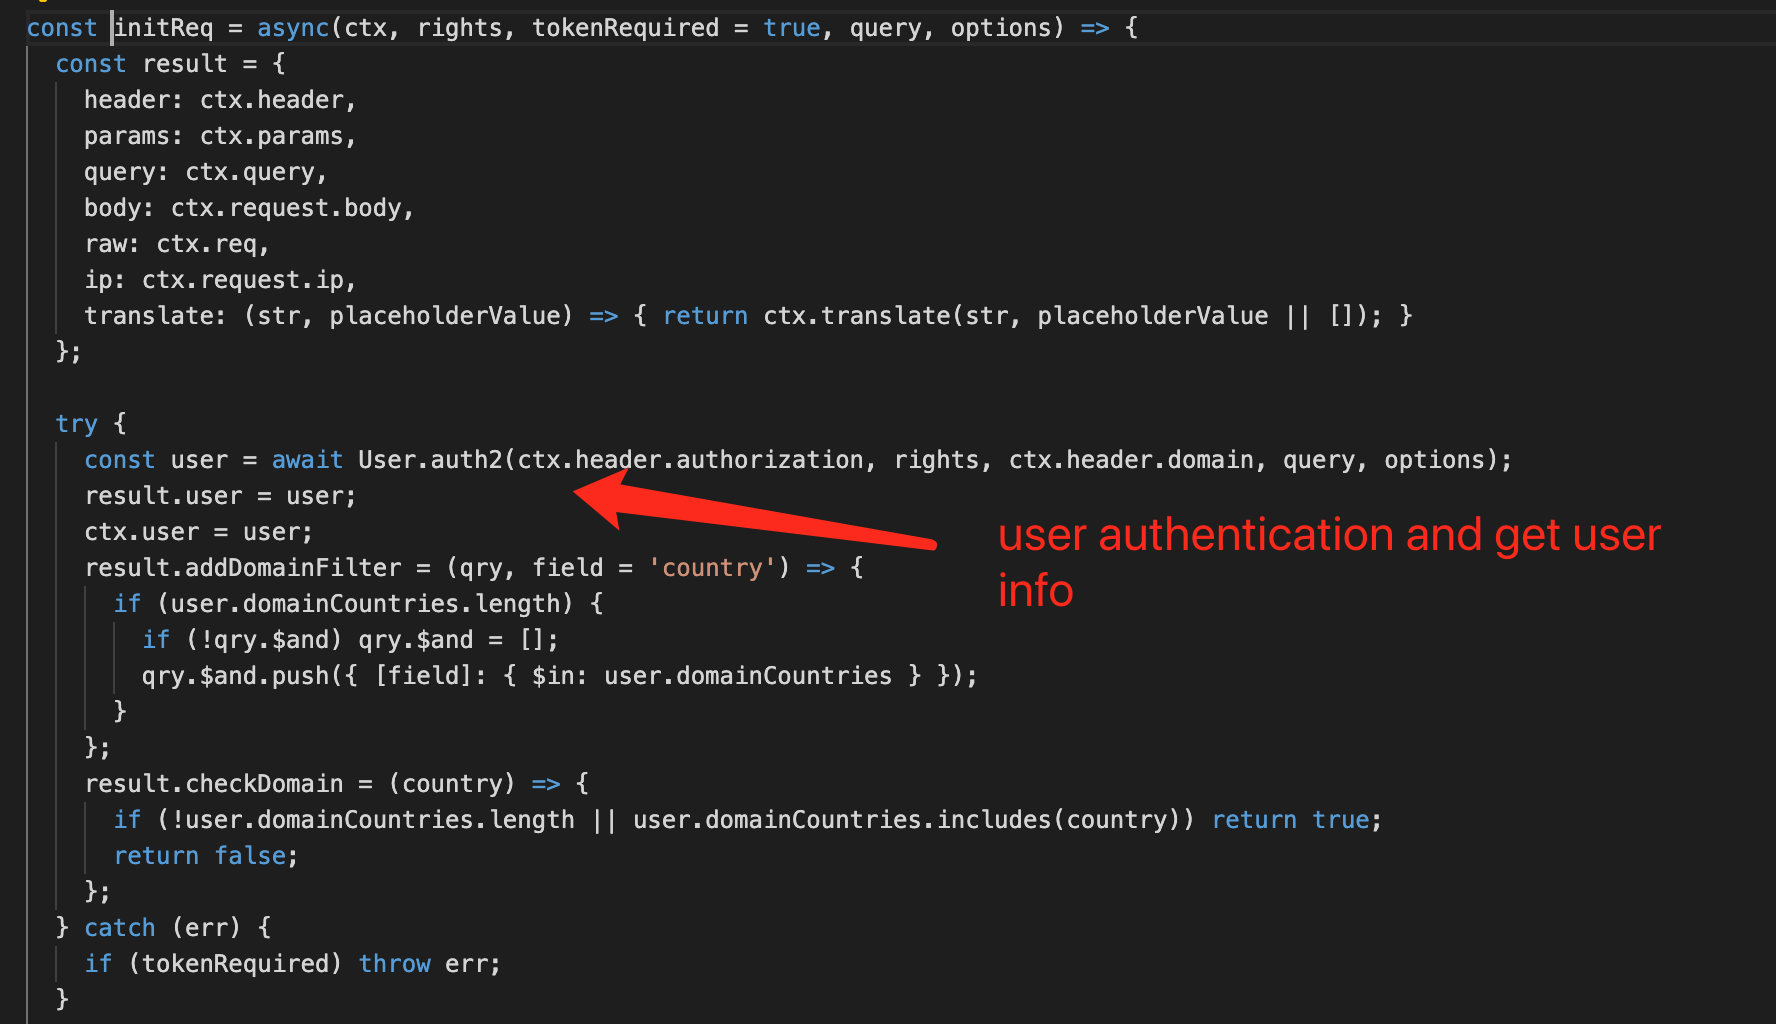 const initReq = async(ctx, rights, tokenRequired = true, query, options) => {
  const result = {
    header: ctx.header,
    params: ctx.params,
    query: ctx.query,
    body: ctx.request.body,
    raw: ctx.req,
    ip: ctx.request.ip,
    translate: (str, placeholderValue) => { return ctx.translate(str, placeholderValue || []); }
  };
  try {
    const user = await User.auth2(ctx.header.authorization, rights, ctx.header.domain, query, options);
    result.user = user;
    ctx.user = user;
    result.addDomainFilter = (qry, field = 'country') => {
      if (user.domainCountries.length) {
        if (!qry.$and) qry.$and = [];
        qry.$and.push({ [field]: { $in: user.domainCountries } });
      }
    };
    result.checkDomain = (country) => {
      if (!user.domainCountries.length || user.domainCountries.includes(country)) return true;
      return false;
    };
  } catch (err) {
    if (tokenRequired) throw err;
  }
user authentication and get user
info